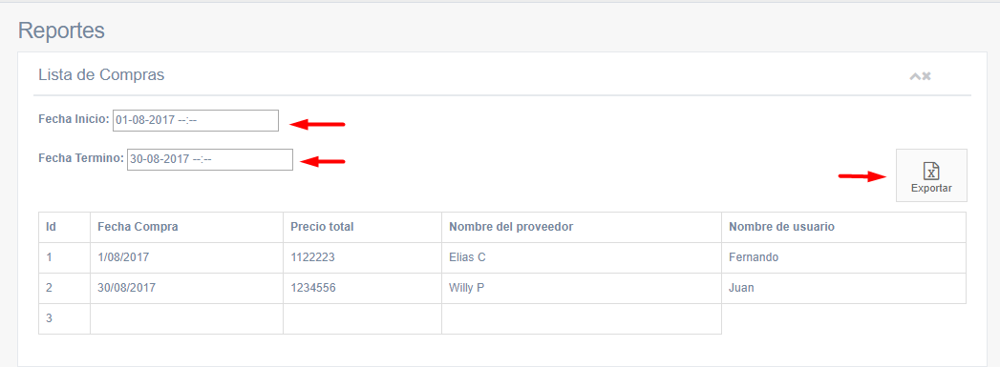 Reportes
Lista de Compras
Fecha Inicio: 01-08-2017 --:--
Fecha Termino: 30-08-2017 --:--
Exportar
Id Fecha Compra Precio total Nombre del proveedor Nombre de usuario
1 1/08/2017 1122223 Elias C Fernando
2 30/08/2017 1234556 Willy P Juan
3